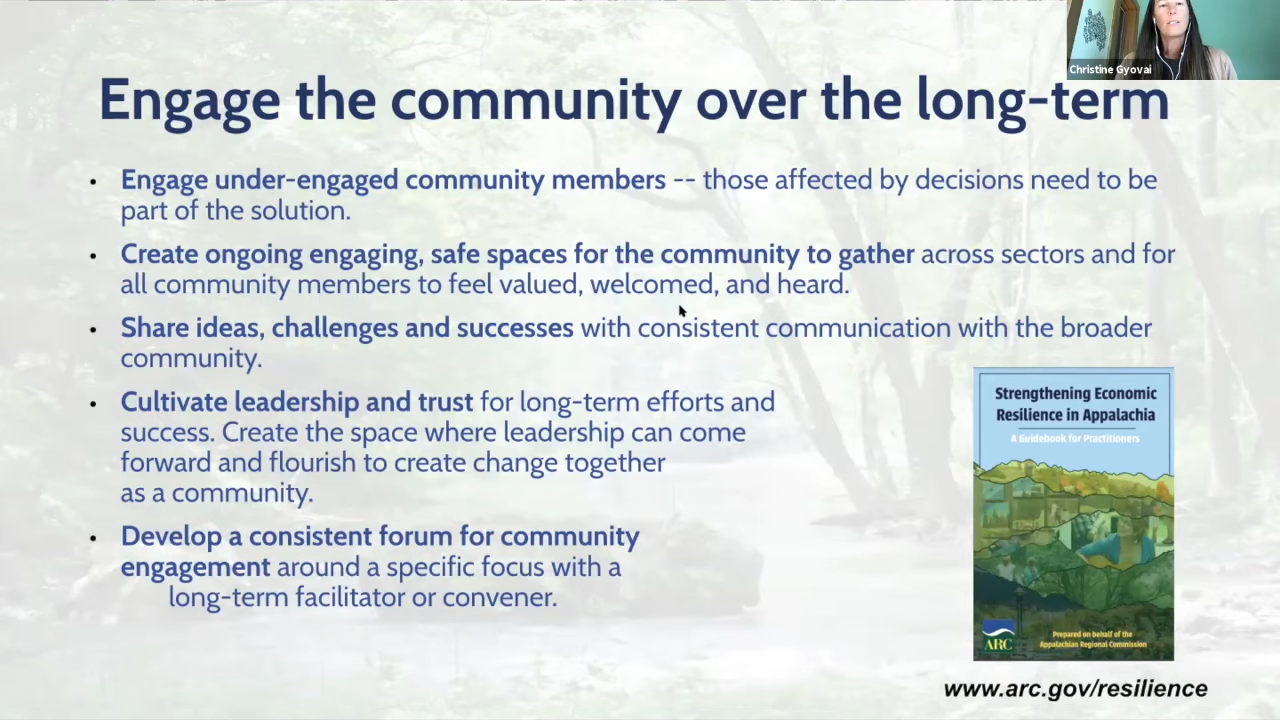 Christine Gyovai
Engage the community over the long-term
• Engage under-engaged community members -- those affected by decisions need to be
part of the solution.
• Create ongoing engaging, safe spaces for the community to gather across sectors and for
all community members to feel valued, welcomed, and heard.
• Share ideas, challenges and successes with consistent communication with the broader
community.
• Cultivate leadership and trust for long-term efforts and
success. Create the space where leadership can come
forward and flourish to create change together
as a community.
• Develop a consistent forum for community
engagement around a specific focus with a
long-term facilitator or convener.
Strengthening Economic
Resilience in Appalachia
A Guidebook for Practitioners
ARC
Prepared on behalf of the
Appalachian Regional Commission
www.arc.gov/resilience